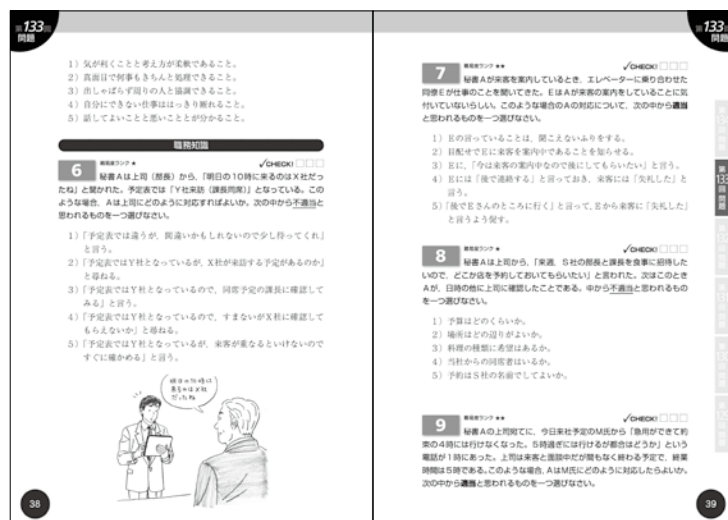 第133回
問題
1）気が利くことと考え方が柔軟であること。
2）真面目で何事もきちんと処理できること。
3）出しゃばらず周りの人と協調できること。
4）自分にできない仕事ははっきり断れること。
5）話してよいことと悪いことが分かること。
職務知識
6 難易度ランク ★ ✓CHECK!
秘書Aは上司（部長）から，「明日の10時に来るのはX社だっ
たね」と聞かれた。予定表では「Y社来訪（課長同席）」となっている。この
ような場合，Aは上司にどのように対応すればよいか。次の中から不適当と
思われるものを一つ選びなさい。
1）「予定表では違うが，間違いかもしれないので少し待ってくれ」
と言う。
2）「予定表ではY社となっているが，X社が来訪する予定があるのか」
と尋ねる。
3）「予定表ではY社となっているので，同席予定の課長に確認して
みる」と言う。
4）「予定表ではY社となっているので，すまないがX社に確認して
もらえないか」と尋ねる。
5）「予定表ではY社となっているが，来客が重なるといけないので
すぐに確かめる」と言う。
明日の10時に
来るのはX社
だったね
38
第133回
問題
7 難易度ランク ★★ ✓CHECK!
秘書Aが来客を案内しているとき，エレベーターに乗り合わせた
同僚Eが仕事のことを聞いてきた。EはAが来客の案内をしていることに気
付いていないらしい。このような場合のAの対応について，次の中から適当
と思われるものを一つ選びなさい。
1）Eの言っていることは，聞こえないふりをする。
2）目配せでEに来客を案内中であることを知らせる。
3）Eに，「今は来客の案内中なので後にしてもらいたい」と言う。
4）Eには「後で連絡する」と言っておき，来客には「失礼した」と
言う。
5）「後でEさんのところに行く」と言って，Eから来客に「失礼した」
と言うよう促す。
8 難易度ランク ★ ✓CHECK!
秘書Aは上司から，「来週，S社の部長と課長を食事に招待した
いので，どこか店を予約しておいてもらいたい」と言われた。次はこのとき
Aが，日時の他に上司に確認したことである。中から不適当と思われるもの
を一つ選びなさい。
1）予算はどのくらいか。
2）場所はどの辺りがよいか。
3）料理の種類に希望はあるか。
4）当社からの同席者はいるか。
5）予約はS社の名前でしてよいか。
9 難易度ランク ★★ ✓CHECK!
秘書Aの上司宛てに，今日来社予定のM氏から「急用ができて約
束の4時には行けなくなった。5時過ぎには行けるが都合はどうか」という
電話が1時にあった。上司は来客と面談中だが間もなく終わる予定で，終業
時間は5時である。このような場合，AはM氏にどのように対応したらよいか。
次の中から適当と思われるものを一つ選びなさい。
第133回問題
39